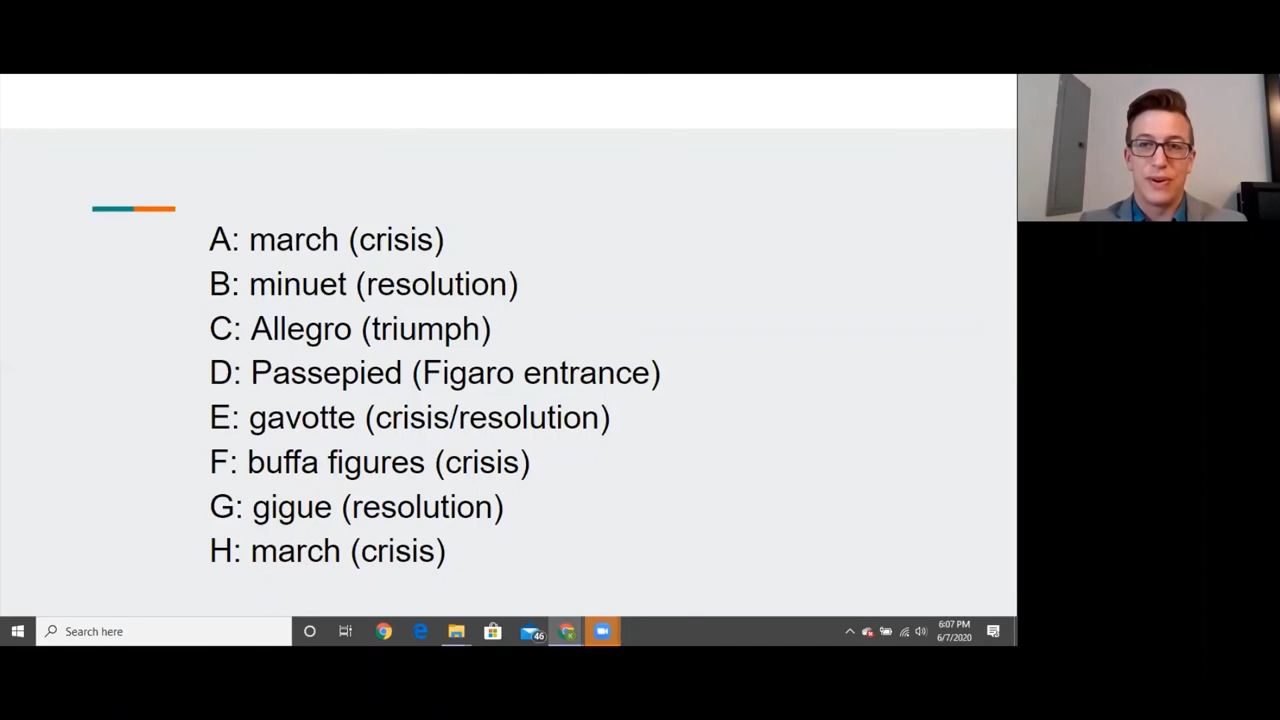 A: march (crisis)
B: minuet (resolution)
C: Allegro (triumph)
D: Passepied (Figaro entrance)
E: gavotte (crisis/resolution)
F: buffa figures (crisis)
G: gigue (resolution)
H: march (crisis)
Search here
46
6:07 PM
6/7/2020